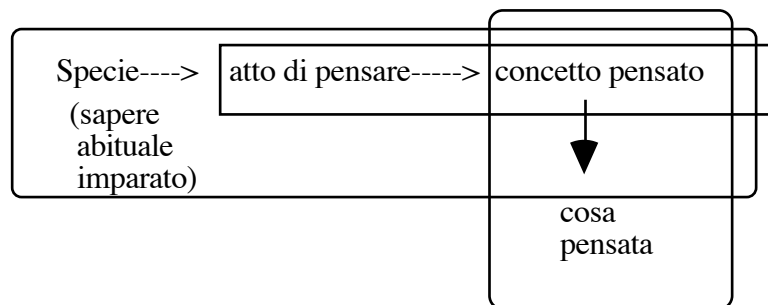 Specie----> atto di pensare-----> concetto pensato
(sapere
abituale
imparato)
cosa
pensata